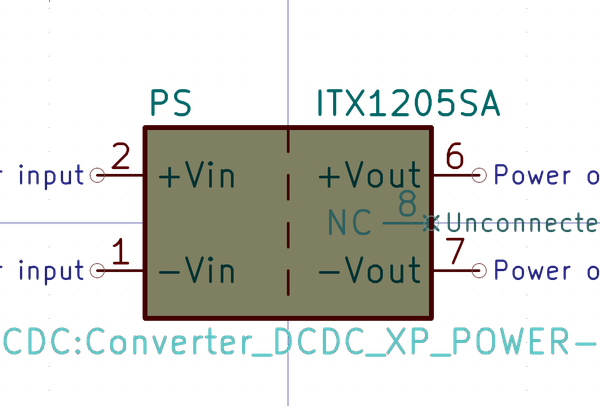 PS ITX1205SA
r input 2 +Vin +Vout 6 Power o
NC 8 Unconnecte
r input 1 -Vin -Vout 7 Power o
CDC:Converter_DCDC_XP_POWER-